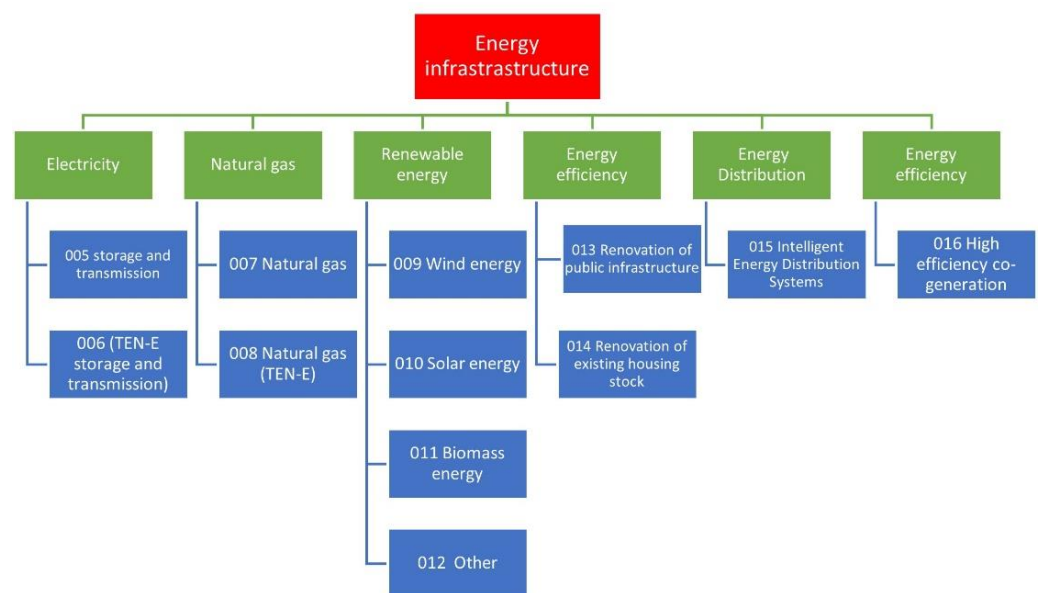 Energy
infrastrastructure
Electricity
Natural gas
Renewable
energy
Energy
efficiency
Energy
Distribution
Energy
efficiency
005 storage and
transmission
006 (TEN-E
storage and
transmission)
007 Natural gas
008 Natural gas
(TEN-E)
009 Wind energy
010 Solar energy
011 Biomass
energy
012 Other
013 Renovation of
public infrastructure
014 Renovation of
existing housing
stock
015 Intelligent
Energy Distribution
Systems
016 High
efficiency co-
generation